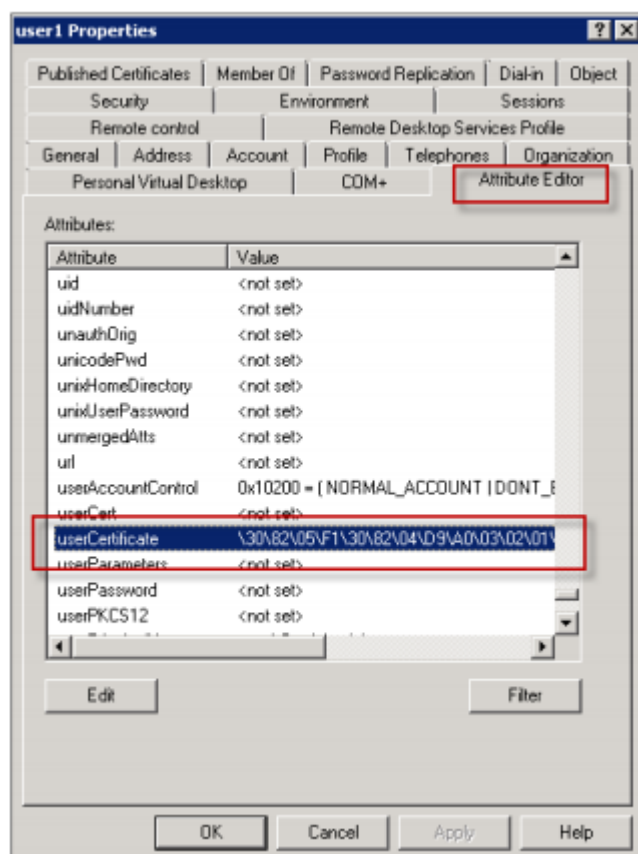 user1 Properties
Published Certificates Member Of Password Replication Dial-in Object
Security Environment Sessions
Remote control Remote Desktop Services Profile
General Address Account Profile Telephones Organization
Personal Virtual Desktop COM+ Attribute Editor
Attributes:
Attribute Value
uid <not set>
uidNumber <not set>
unauthOrig <not set>
unicodePwd <not set>
unixHomeDirectory <not set>
unixUserPassword <not set>
unmergedAtts <not set>
url <not set>
userAccountControl 0x10200 = ( NORMAL_ACCOUNT | DONT_E
userCert <not set>
userCertificate \30\82\05\F1\30\82\04\D9\A0\03\02\01\
userParameters <not set>
userPassword <not set>
userPKCS12 <not set>
Edit Filter
OK Cancel Apply Help